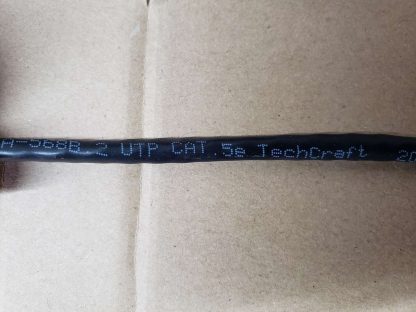 A-568B.2 UTP CAT.5e TechCraft